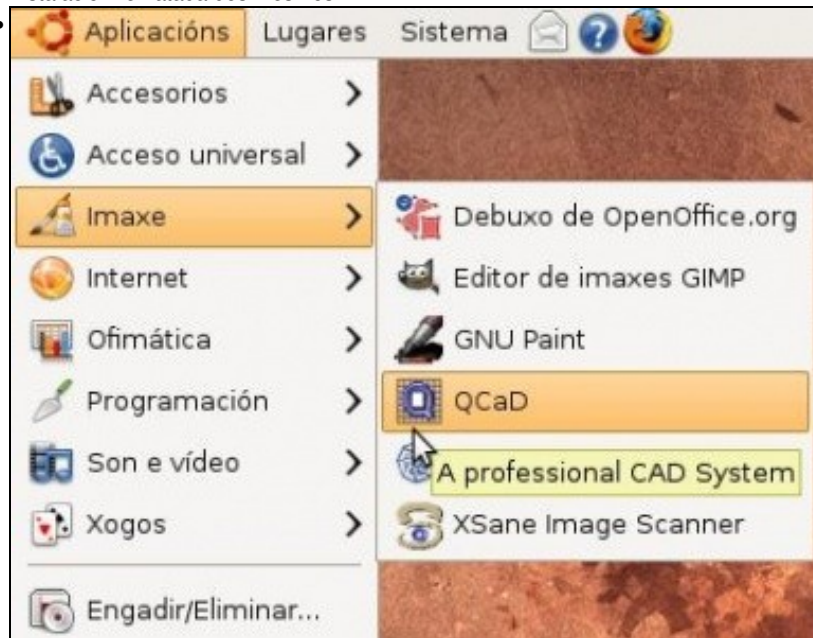 Aplicacións Lugares Sistema
Accesorios
Acceso universal
Imaxe
Internet
Ofimática
Programación
Son e vídeo
Xogos
Engadir/Eliminar...
Debuxo de OpenOffice.org
Editor de imaxes GIMP
GNU Paint
QCaD
A professional CAD System
XSane Image Scanner